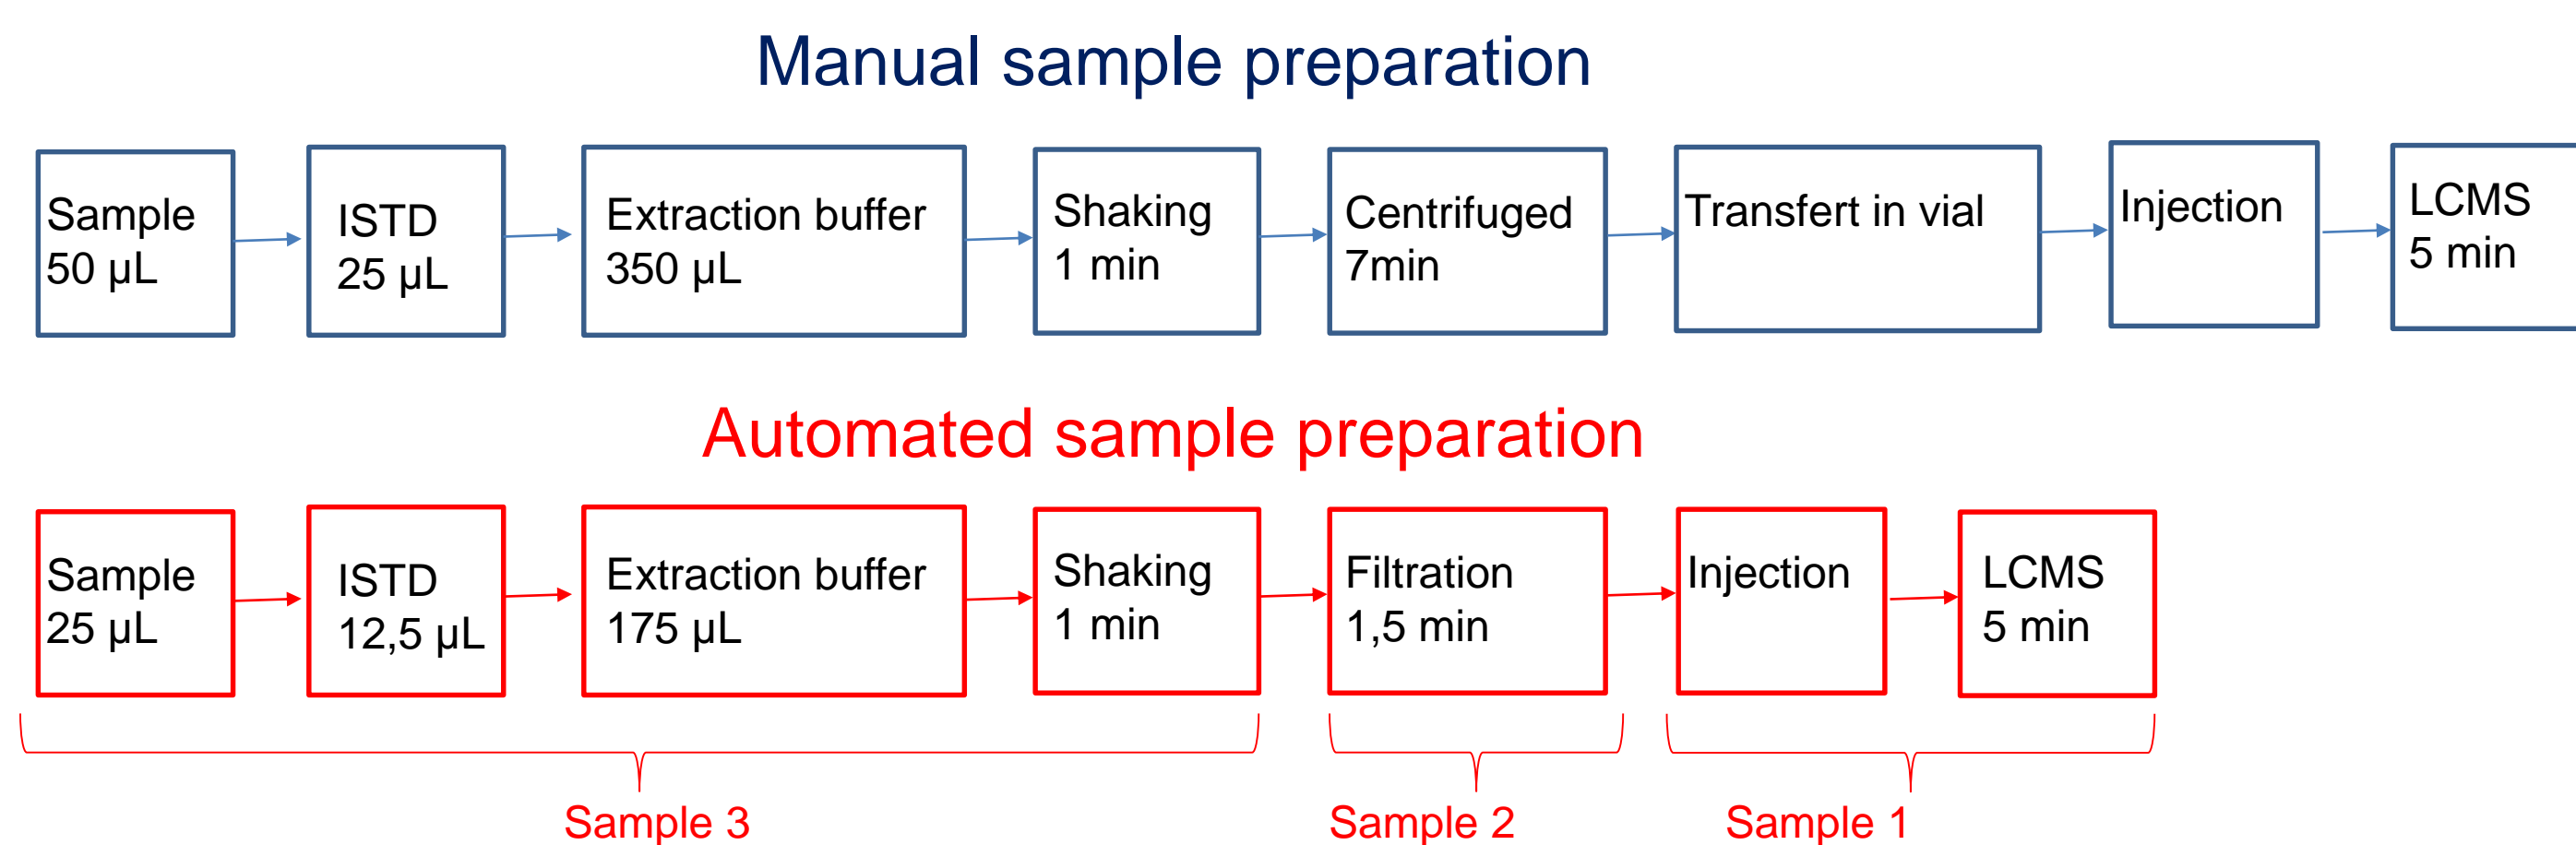 Manual sample preparation
Sample
50 µL
ISTD
25 µL
Extraction buffer
350 µL
Shaking
1 min
Centrifuged
7min
Transfert in vial
Injection
LCMS
5 min
Automated sample preparation
Sample
25 µL
ISTD
12,5 µL
Extraction buffer
175 µL
Shaking
1 min
Filtration
1,5 min
Injection
LCMS
5 min
Sample 3
Sample 2
Sample 1